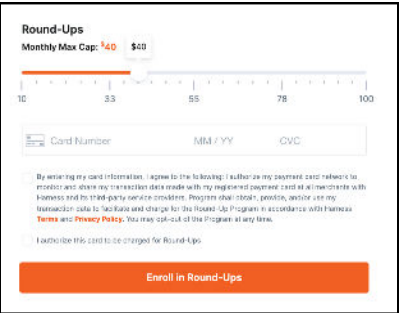 Round-Ups
Monthly Max Cap: $40 $40
10 33 55 78 100
Card Number MM / YY CVC
By entering my card information, I agree to the following: I authorize my payment card network to
monitor and share my transaction data made with my registered payment card at all merchants with
Harness and its third-party service providers. Program shall obtain, provide, and/or use my
transaction data to facilitate and charge for the Round-Up Program in accordance with Harness
Terms and Privacy Policy. You may opt-out of the Program at any time.
I authorize this card to be charged for Round-Ups
Enroll in Round-Ups